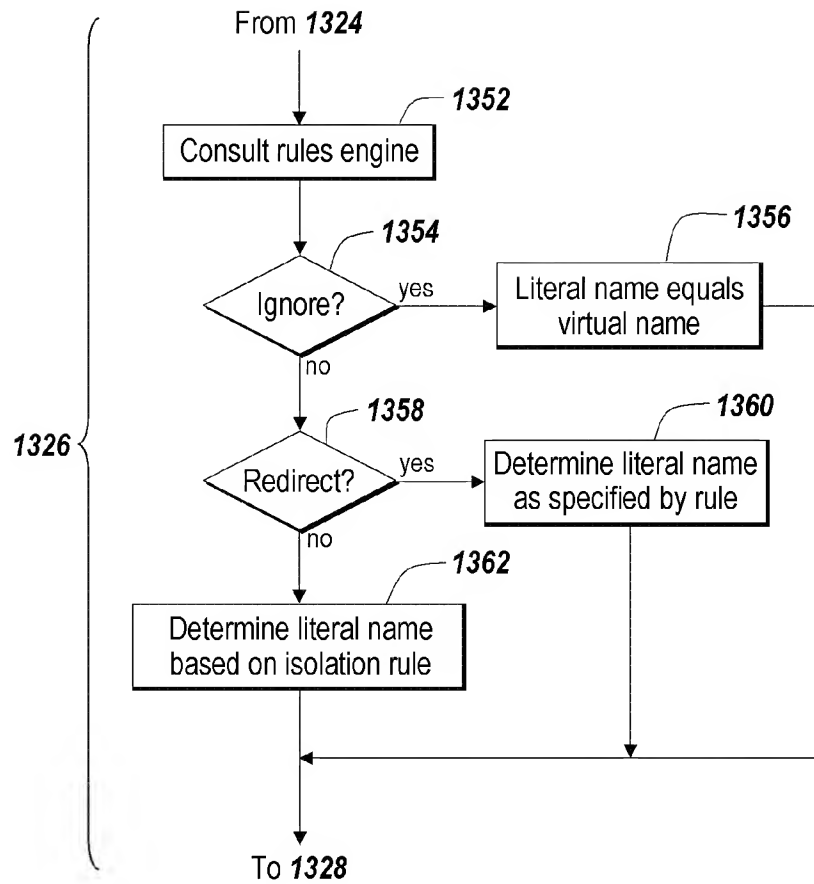 From 1324
1352
Consult rules engine
1354
1356
Ignore?
yes
Literal name equals
virtual name
no
1358
1360
1326
Redirect?
yes
Determine literal name
as specified by rule
no
1362
Determine literal name
based on isolation rule
To 1328